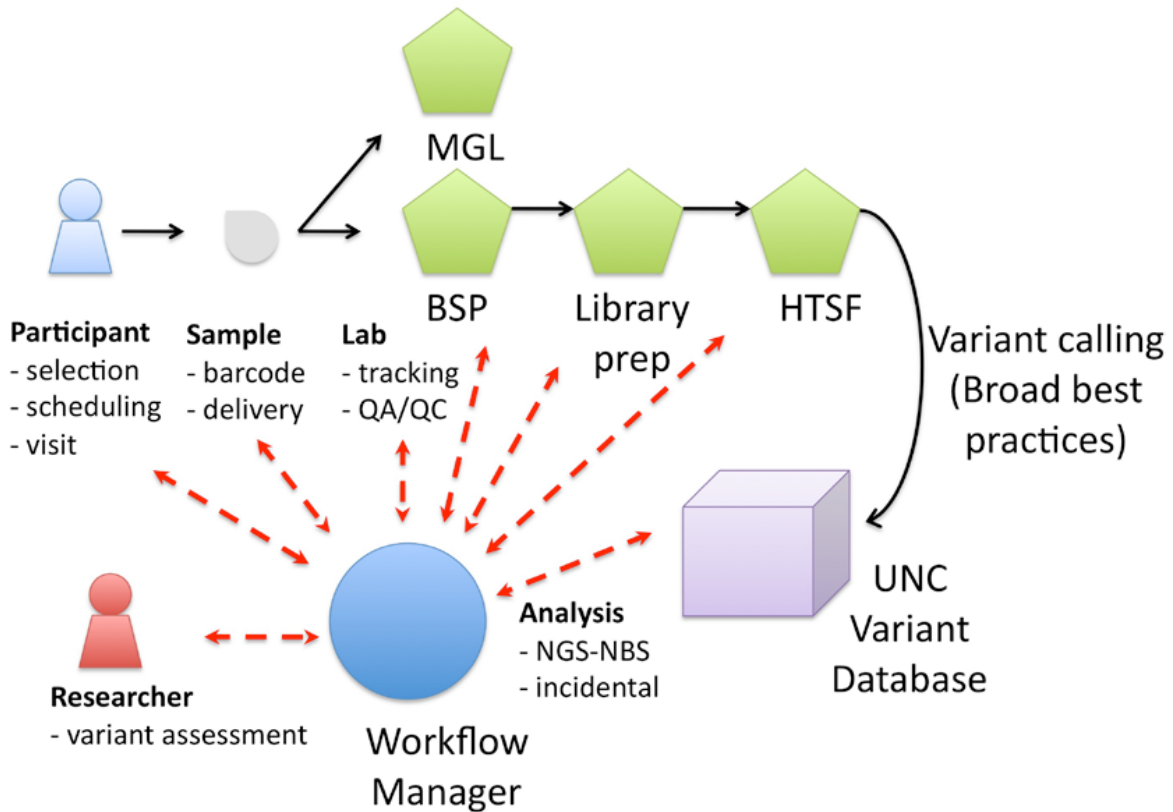 MGL
BSP
Library
prep
HTSF
Participant
- selection
- scheduling
- visit
Sample
- barcode
- delivery
Lab
- tracking
- QA/QC
Variant calling
(Broad best
practices)
Researcher
- variant assessment
Workflow
Manager
Analysis
- NGS-NBS
- incidental
UNC
Variant
Database